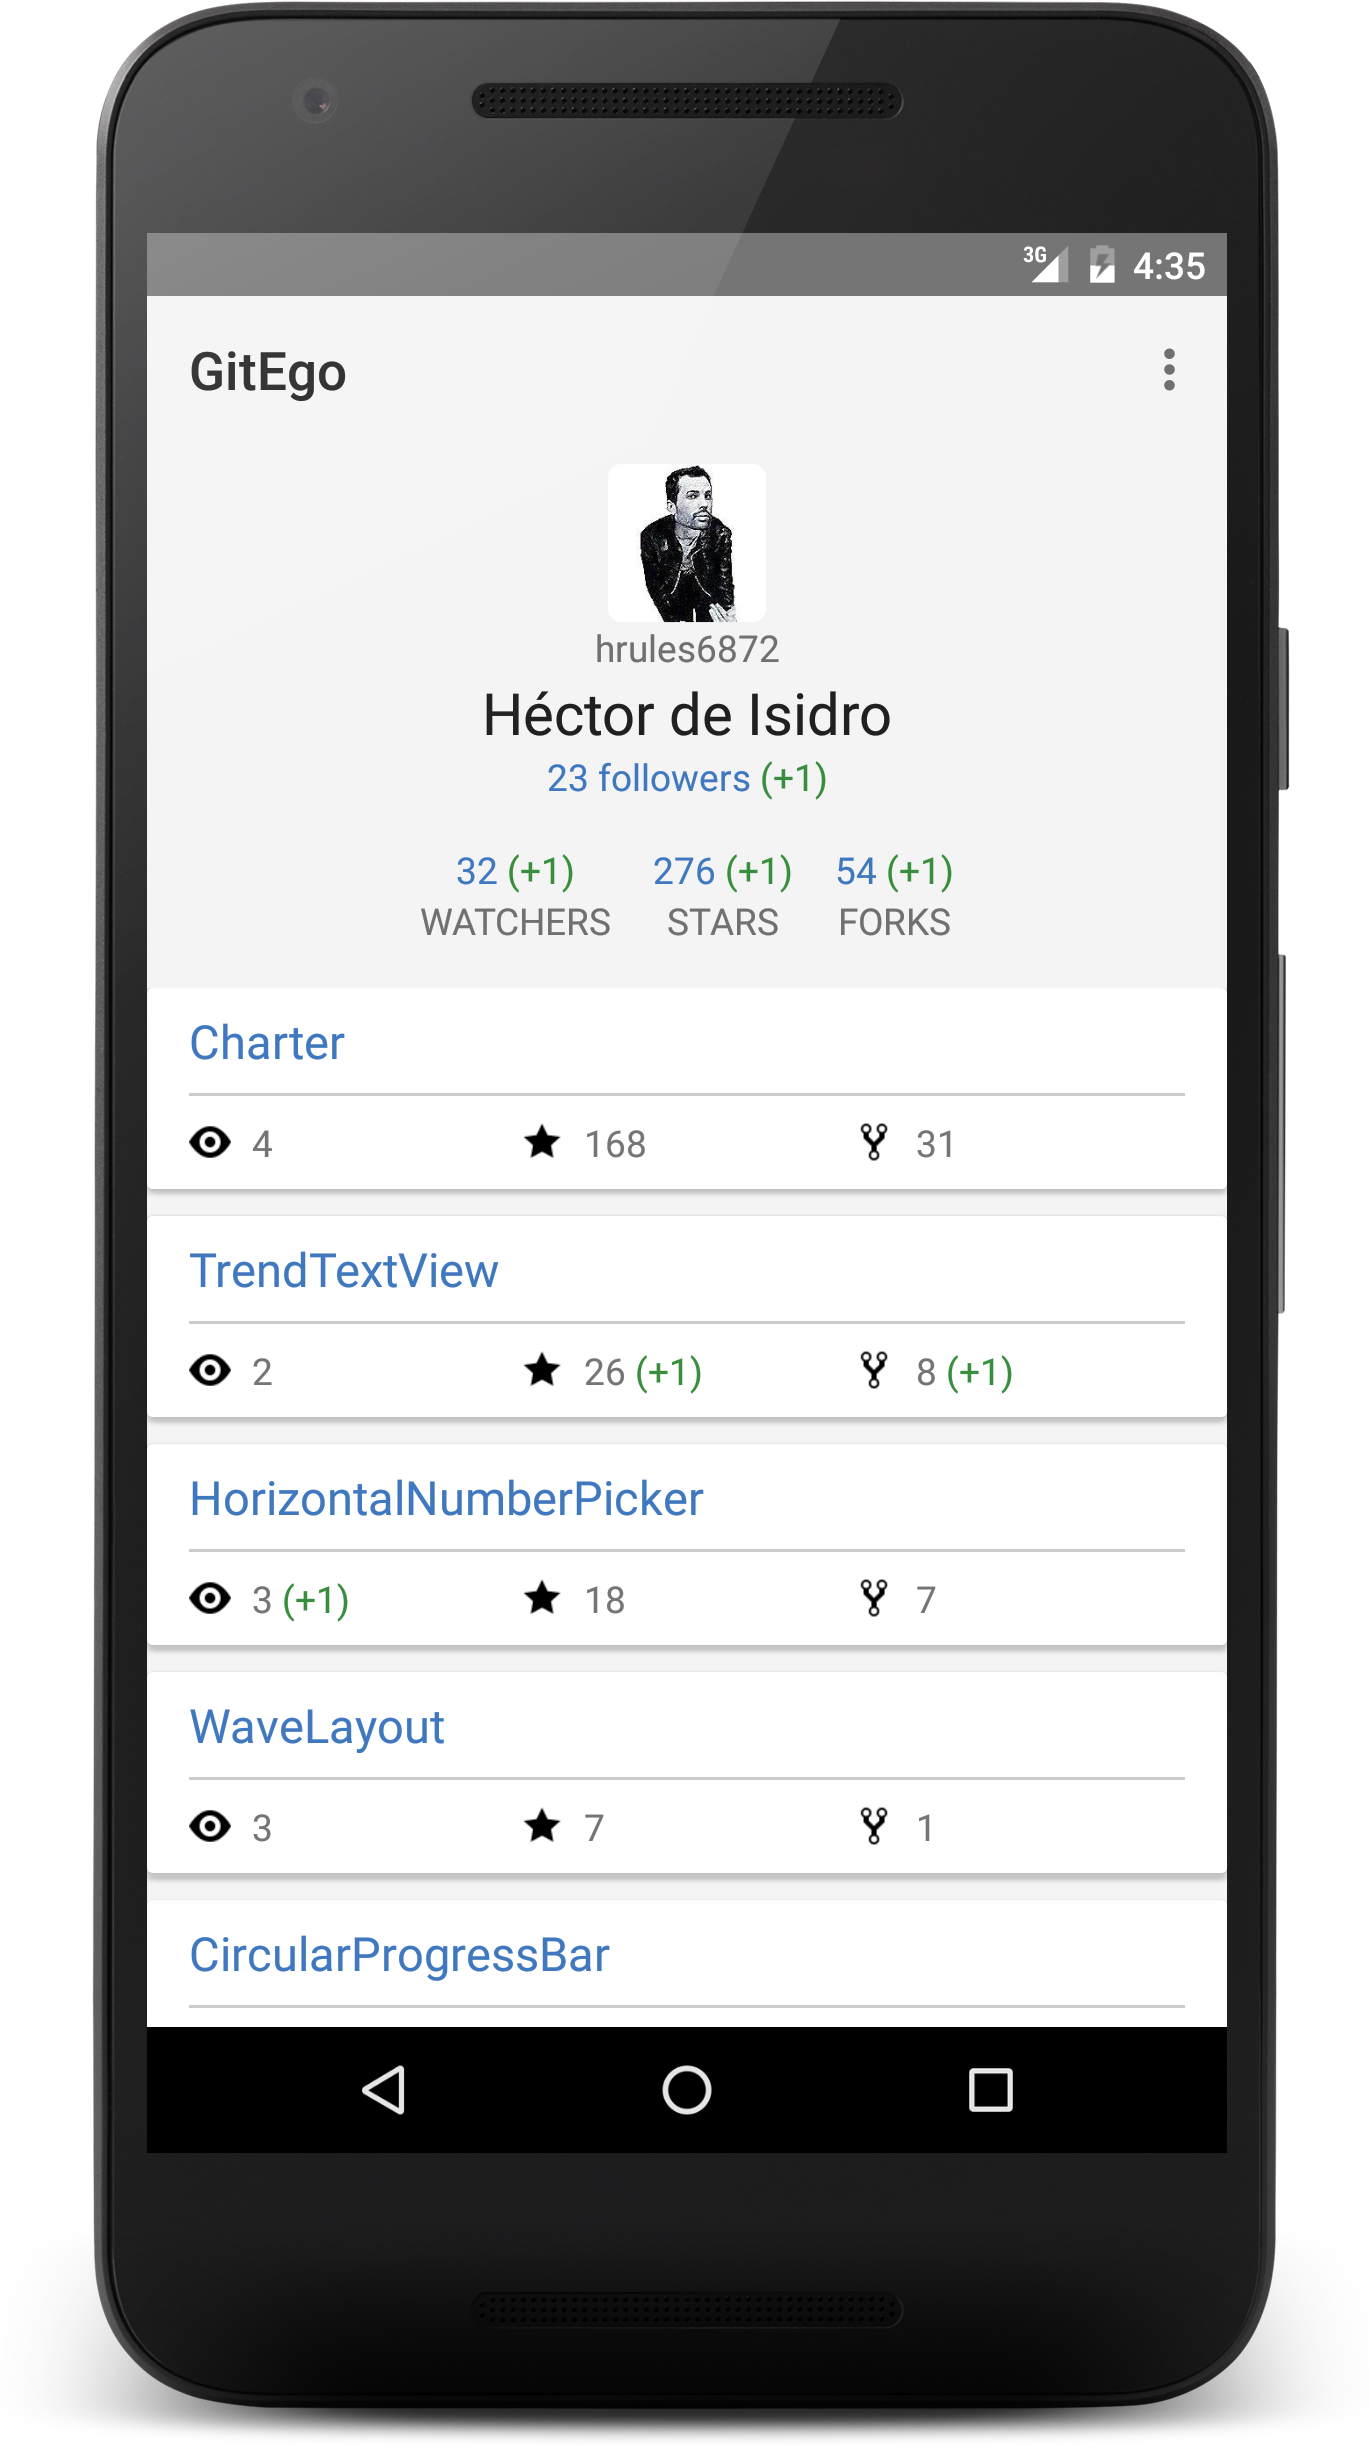 3G 4:35
GitEgo
hrules6872
Héctor de Isidro
23 followers (+1)
32 (+1) 276 (+1) 54 (+1)
WATCHERS STARS FORKS
Charter
4 168 31
TrendTextView
2 26 (+1) 8 (+1)
HorizontalNumberPicker
3 (+1) 18 7
WaveLayout
3 7 1
CircularProgressBar